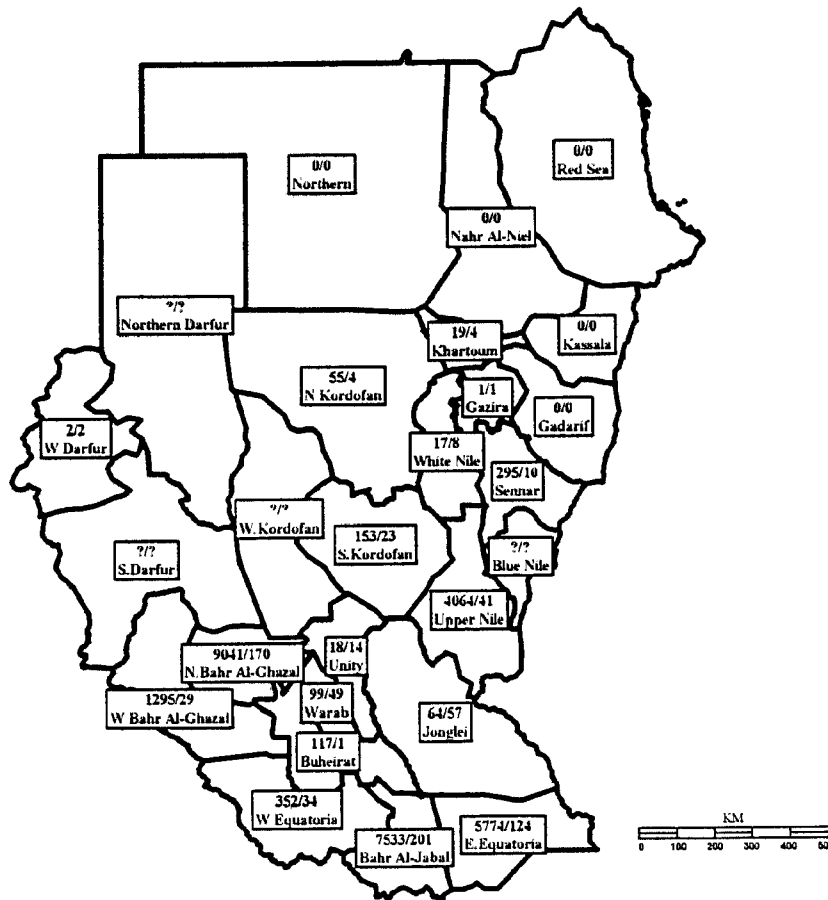 0/0
Northern
0/0
Red Sea
0/0
Nahr Al-Niel
?/?
Northern Darfur
19/4
Khartoum
0/0
Kassala
55/4
N Kordofan
1/1
Gazira
0/0
Gadarif
2/2
W Darfur
17/8
White Nile
295/10
Sennar
?/?
W. Kordofan
153/23
S.Kordofan
?/?
S.Darfur
?/?
Blue Nile
4064/41
Upper Nile
9041/170
N.Bahr Al-Ghazal
18/14
Unity
1295/29
W Bahr Al-Ghazal
99/49
Warab
64/57
Jonglei
117/1
Buheirat
352/34
W Equatoria
7533/201
Bahr Al-Jabal
5774/124
E.Equatoria
KM
0 100 200 300 400